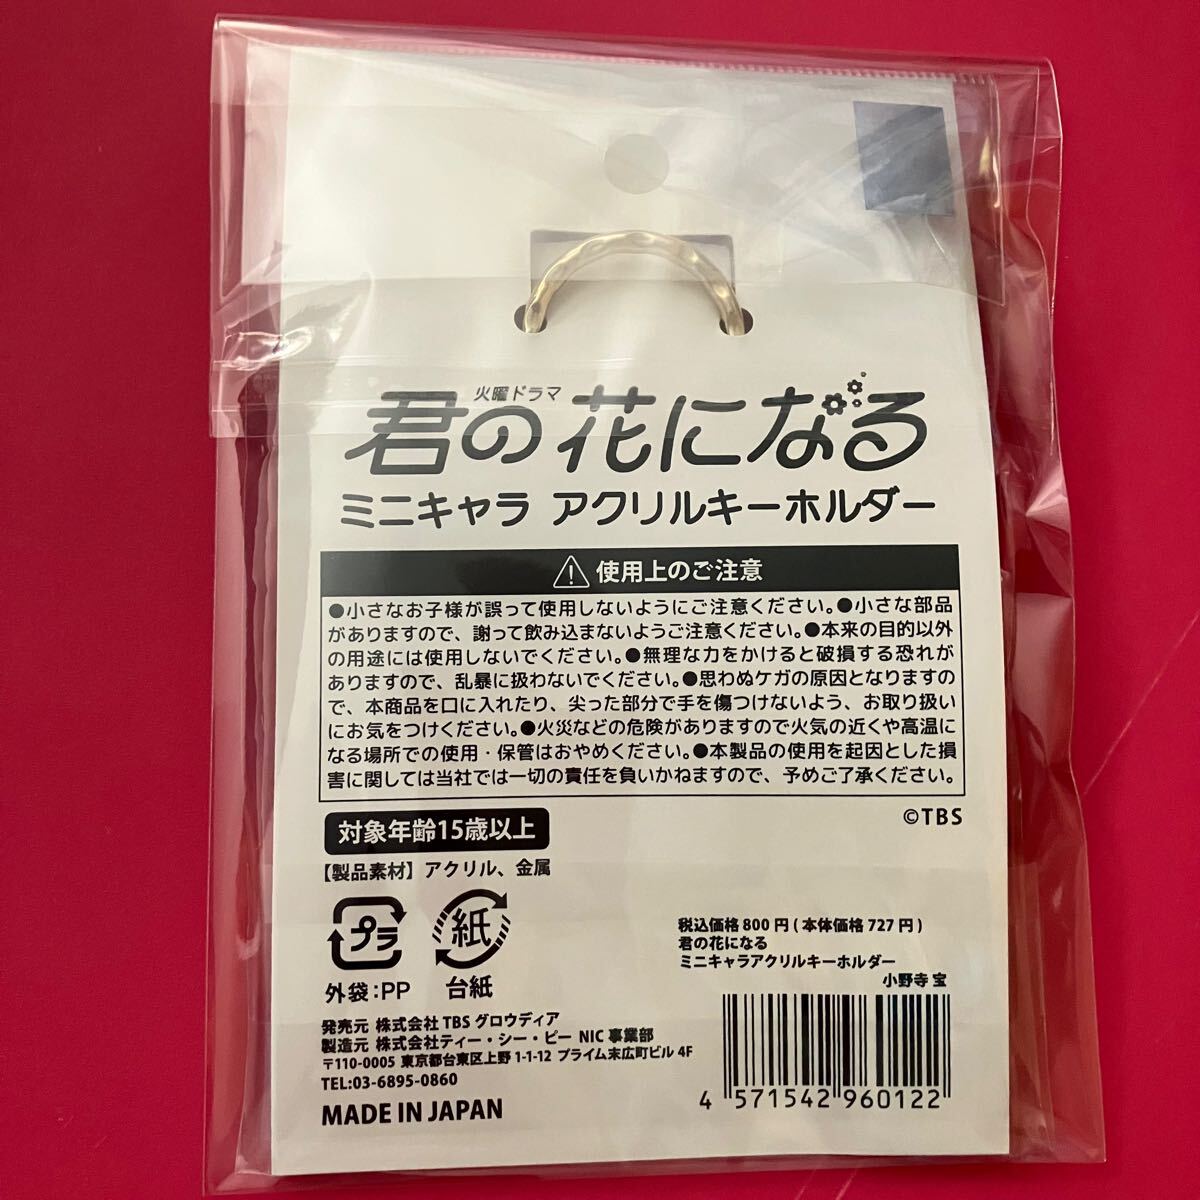 火曜ドラマ
君の花になる
ミニキャラ アクリルキーホルダー
使用上のご注意
●小さなお子様が誤って使用しないようにご注意ください。●小さな部品
がありますので、謝って飲み込まないようご注意ください。●本来の目的以外
の用途には使用しないでください。●無理な力をかけると破損する恐れが
ありますので、乱暴に扱わないでください。●思わぬケガの原因となりますの
で、本商品を口に入れたり、尖った部分で手を傷つけないよう、お取り扱い
にお気をつけください。●火災などの危険がありますので火気の近くや高温に
なる場所での使用・保管はおやめください。●本製品の使用を起因とした損
害に関しては当社では一切の責任を負いかねますので、予めご了承ください。
©TBS
対象年齢15歳以上
【製品素材】アクリル、金属
プラ
紙
外袋:PP
台紙
税込価格 800 円 ( 本体価格 727 円 )
君の花になる
ミニキャラアクリルキーホルダー
小野寺 宝
発売元 株式会社 TBS グロウディア
製造元 株式会社ティー・シー・ピー NIC 事業部
〒110-0005 東京都台東区上野 1-1-12 プライム末広町ビル 4F
TEL:03-6895-0860
MADE IN JAPAN
4 571542 960122